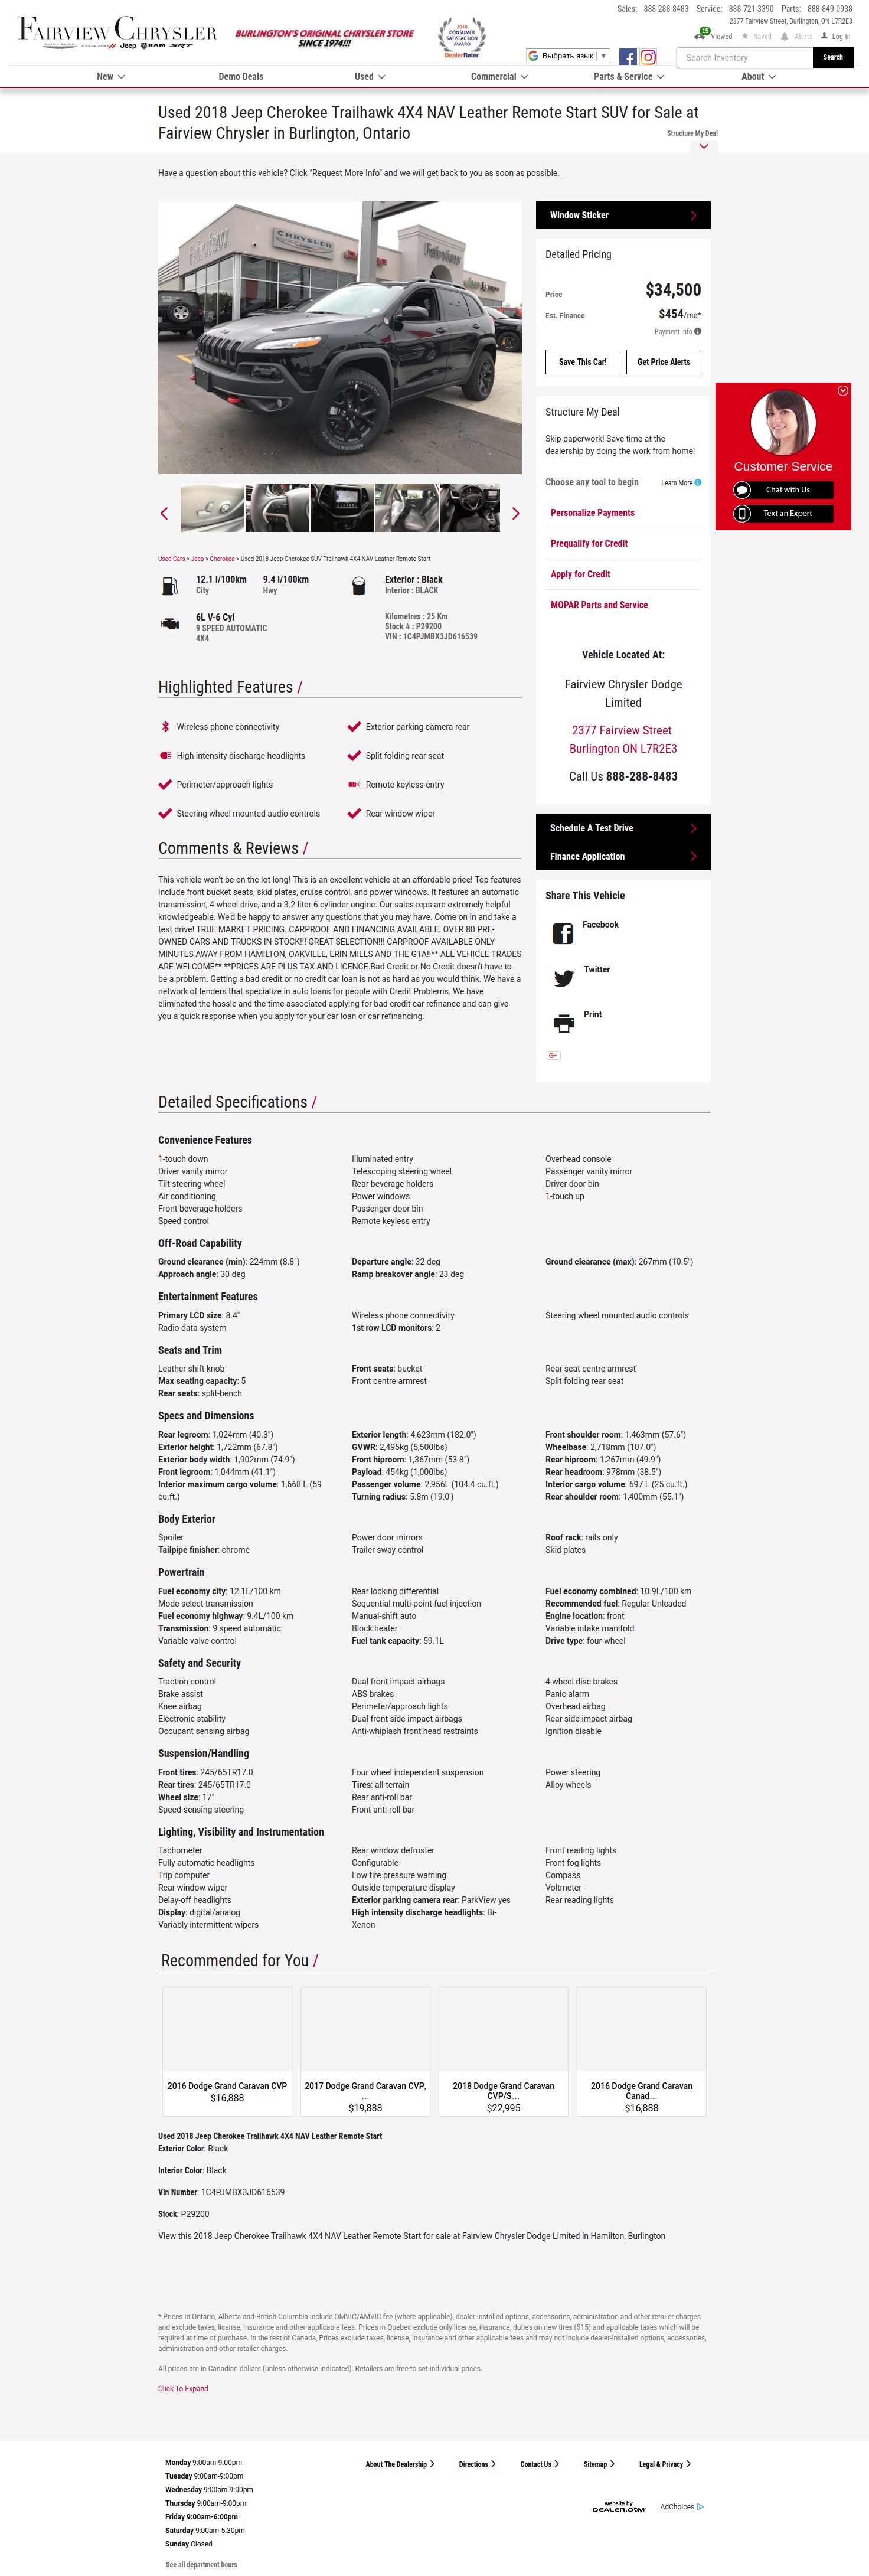 Sales: 888-288-8483 Service: 888-721-3390 Parts: 888-849-0938
2377 Fairview Street, Burlington, ON L7R2E3
FAIRVIEW CHRYSLER
Jeep RAM SRT
BURLINGTON'S ORIGINAL CHRYSLER STORE
SINCE 1974!!!
2018
CONSUMER
SATISFACTION
AWARD
DealerRater
Выбрать язык ▼
15 Viewed Saved Alerts Log In
Search Inventory Search
New Demo Deals Used Commercial Parts & Service About
Used 2018 Jeep Cherokee Trailhawk 4X4 NAV Leather Remote Start SUV for Sale at
Fairview Chrysler in Burlington, Ontario
Structure My Deal
Have a question about this vehicle? Click "Request More Info" and we will get back to you as soon as possible.
Fairview
CHRYSLER
Fairview
CHRYSLER
Window Sticker
Detailed Pricing
Price $34,500
Est. Finance $454/mo*
Payment Info
Save This Car! Get Price Alerts
Structure My Deal
Skip paperwork! Save time at the
dealership by doing the work from home!
Choose any tool to begin Learn More
Personalize Payments
Prequalify for Credit
Apply for Credit
MOPAR Parts and Service
Customer Service
Chat with Us
Text an Expert
Used Cars > Jeep > Cherokee > Used 2018 Jeep Cherokee SUV Trailhawk 4X4 NAV Leather Remote Start
12.1 l/100km 9.4 l/100km
City Hwy
Exterior : Black
Interior : BLACK
6L V-6 Cyl
9 SPEED AUTOMATIC
4X4
Kilometres : 25 Km
Stock # : P29200
VIN : 1C4PJMBX3JD616539
Vehicle Located At:
Fairview Chrysler Dodge
Limited
2377 Fairview Street
Burlington ON L7R2E3
Call Us 888-288-8483
Highlighted Features /
Wireless phone connectivity Exterior parking camera rear
High intensity discharge headlights Split folding rear seat
Perimeter/approach lights Remote keyless entry
Steering wheel mounted audio controls Rear window wiper
Schedule A Test Drive
Finance Application
Comments & Reviews /
This vehicle won't be on the lot long! This is an excellent vehicle at an affordable price! Top features
include front bucket seats, skid plates, cruise control, and power windows. It features an automatic
transmission, 4-wheel drive, and a 3.2 liter 6 cylinder engine. Our sales reps are extremely helpful
knowledgeable. We'd be happy to answer any questions that you may have. Come on in and take a
test drive! TRUE MARKET PRICING. CARPROOF AND FINANCING AVAILABLE. OVER 80 PRE-
OWNED CARS AND TRUCKS IN STOCK!!! GREAT SELECTION!!! CARPROOF AVAILABLE ONLY
MINUTES AWAY FROM HAMILTON, OAKVILLE, ERIN MILLS AND THE GTA!!** ALL VEHICLE TRADES
ARE WELCOME** **PRICES ARE PLUS TAX AND LICENCE.Bad Credit or No Credit doesn't have to
be a problem. Getting a bad credit or no credit car loan is not as hard as you would think. We have a
network of lenders that specialize in auto loans for people with Credit Problems. We have
eliminated the hassle and the time associated applying for bad credit car refinance and can give
you a quick response when you apply for your car loan or car refinancing.
Share This Vehicle
Facebook
Twitter
Print
G+
Detailed Specifications /
Convenience Features
1-touch down Illuminated entry Overhead console
Driver vanity mirror Telescoping steering wheel Passenger vanity mirror
Tilt steering wheel Rear beverage holders Driver door bin
Air conditioning Power windows 1-touch up
Front beverage holders Passenger door bin
Speed control Remote keyless entry
Off-Road Capability
Ground clearance (min): 224mm (8.8") Departure angle: 32 deg Ground clearance (max): 267mm (10.5")
Approach angle: 30 deg Ramp breakover angle: 23 deg
Entertainment Features
Primary LCD size: 8.4" Wireless phone connectivity Steering wheel mounted audio controls
Radio data system 1st row LCD monitors: 2
Seats and Trim
Leather shift knob Front seats: bucket Rear seat centre armrest
Max seating capacity: 5 Front centre armrest Split folding rear seat
Rear seats: split-bench
Specs and Dimensions
Rear legroom: 1,024mm (40.3") Exterior length: 4,623mm (182.0") Front shoulder room: 1,463mm (57.6")
Exterior height: 1,722mm (67.8") GVWR: 2,495kg (5,500lbs) Wheelbase: 2,718mm (107.0")
Exterior body width: 1,902mm (74.9") Front hiproom: 1,367mm (53.8") Rear hiproom: 1,267mm (49.9")
Front legroom: 1,044mm (41.1") Payload: 454kg (1,000lbs) Rear headroom: 978mm (38.5")
Interior maximum cargo volume: 1,668 L (59 Passenger volume: 2,956L (104.4 cu.ft.) Interior cargo volume: 697 L (25 cu.ft.)
cu.ft.) Turning radius: 5.8m (19.0') Rear shoulder room: 1,400mm (55.1")
Body Exterior
Spoiler Power door mirrors Roof rack: rails only
Tailpipe finisher: chrome Trailer sway control Skid plates
Powertrain
Fuel economy city: 12.1L/100 km Rear locking differential Fuel economy combined: 10.9L/100 km
Mode select transmission Sequential multi-point fuel injection Recommended fuel: Regular Unleaded
Fuel economy highway: 9.4L/100 km Manual-shift auto Engine location: front
Transmission: 9 speed automatic Block heater Variable intake manifold
Variable valve control Fuel tank capacity: 59.1L Drive type: four-wheel
Safety and Security
Traction control Dual front impact airbags 4 wheel disc brakes
Brake assist ABS brakes Panic alarm
Knee airbag Perimeter/approach lights Overhead airbag
Electronic stability Dual front side impact airbags Rear side impact airbag
Occupant sensing airbag Anti-whiplash front head restraints Ignition disable
Suspension/Handling
Front tires: 245/65TR17.0 Four wheel independent suspension Power steering
Rear tires: 245/65TR17.0 Tires: all-terrain Alloy wheels
Wheel size: 17" Rear anti-roll bar
Speed-sensing steering Front anti-roll bar
Lighting, Visibility and Instrumentation
Tachometer Rear window defroster Front reading lights
Fully automatic headlights Configurable Front fog lights
Trip computer Low tire pressure warning Compass
Rear window wiper Outside temperature display Voltmeter
Delay-off headlights Exterior parking camera rear: ParkView yes Rear reading lights
Display: digital/analog High intensity discharge headlights: Bi-
Variably intermittent wipers Xenon
Recommended for You /
2016 Dodge Grand Caravan CVP 2017 Dodge Grand Caravan CVP, 2018 Dodge Grand Caravan 2016 Dodge Grand Caravan
$16,888 ... CVP/S... Canad...
$19,888 $22,995 $16,888
Used 2018 Jeep Cherokee Trailhawk 4X4 NAV Leather Remote Start
Exterior Color: Black
Interior Color: Black
Vin Number: 1C4PJMBX3JD616539
Stock: P29200
View this 2018 Jeep Cherokee Trailhawk 4X4 NAV Leather Remote Start for sale at Fairview Chrysler Dodge Limited in Hamilton, Burlington
* Prices in Ontario, Alberta and British Columbia include OMVIC/AMVIC fee (where applicable), dealer installed options, accessories, administration and other retailer charges
and exclude taxes, license, insurance and other applicable fees. Prices in Quebec exclude only license, insurance, duties on new tires ($15) and applicable taxes which will be
required at time of purchase. In the rest of Canada, Prices exclude taxes, license, insurance and other applicable fees and may not include dealer-installed options, accessories,
administration and other retailer charges.
All prices are in Canadian dollars (unless otherwise indicated). Retailers are free to set individual prices.
Click To Expand
Monday 9:00am-9:00pm
Tuesday 9:00am-9:00pm
Wednesday 9:00am-9:00pm
Thursday 9:00am-9:00pm
Friday 9:00am-6:00pm
Saturday 9:00am-5:30pm
Sunday Closed
See all department hours
About The Dealership Directions Contact Us Sitemap Legal & Privacy
website by
DEALER.COM AdChoices